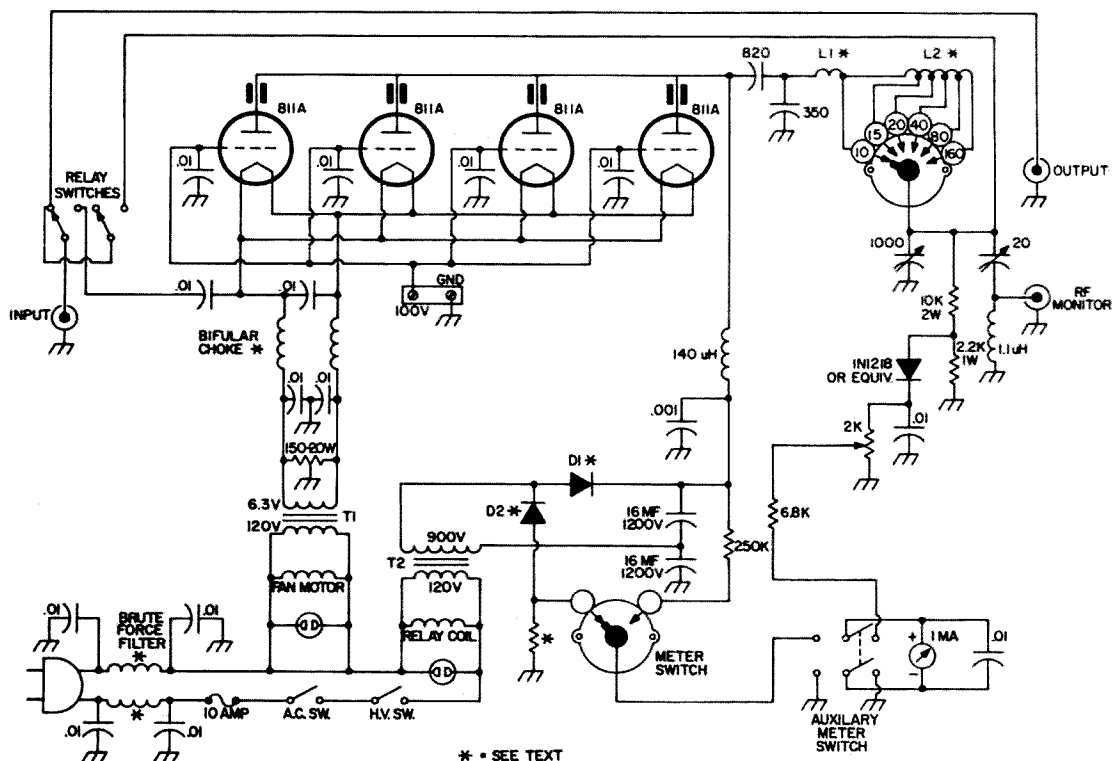 820
L1 *
L2 *
811A
811A
811A
811A
350
15
20
40
80
10
160
.01
.01
.01
.01
OUTPUT
RELAY
SWITCHES
1000
20
.01
.01
GND
100V
INPUT
BIFULAR
CHOKE *
10K
2W
RF
MONITOR
140 uH
2.2K
1W
1.1uH
1N1218
OR EQUIV.
.01
.01
.001
2K
.01
150-20W
D1 *
6.3V
T1
120V
D2 *
16 MF
1200V
6.8K
900V
250K
T2
16 MF
1200V
120V
FAN MOTOR
.01
BRUTE
FORCE
FILTER
*
.01
RELAY COIL
*
METER
SWITCH
+
1 MA
-
.01
*
10 AMP
A.C. SW.
H.V. SW.
.01
.01
AUXILARY
METER
SWITCH
* = SEE TEXT